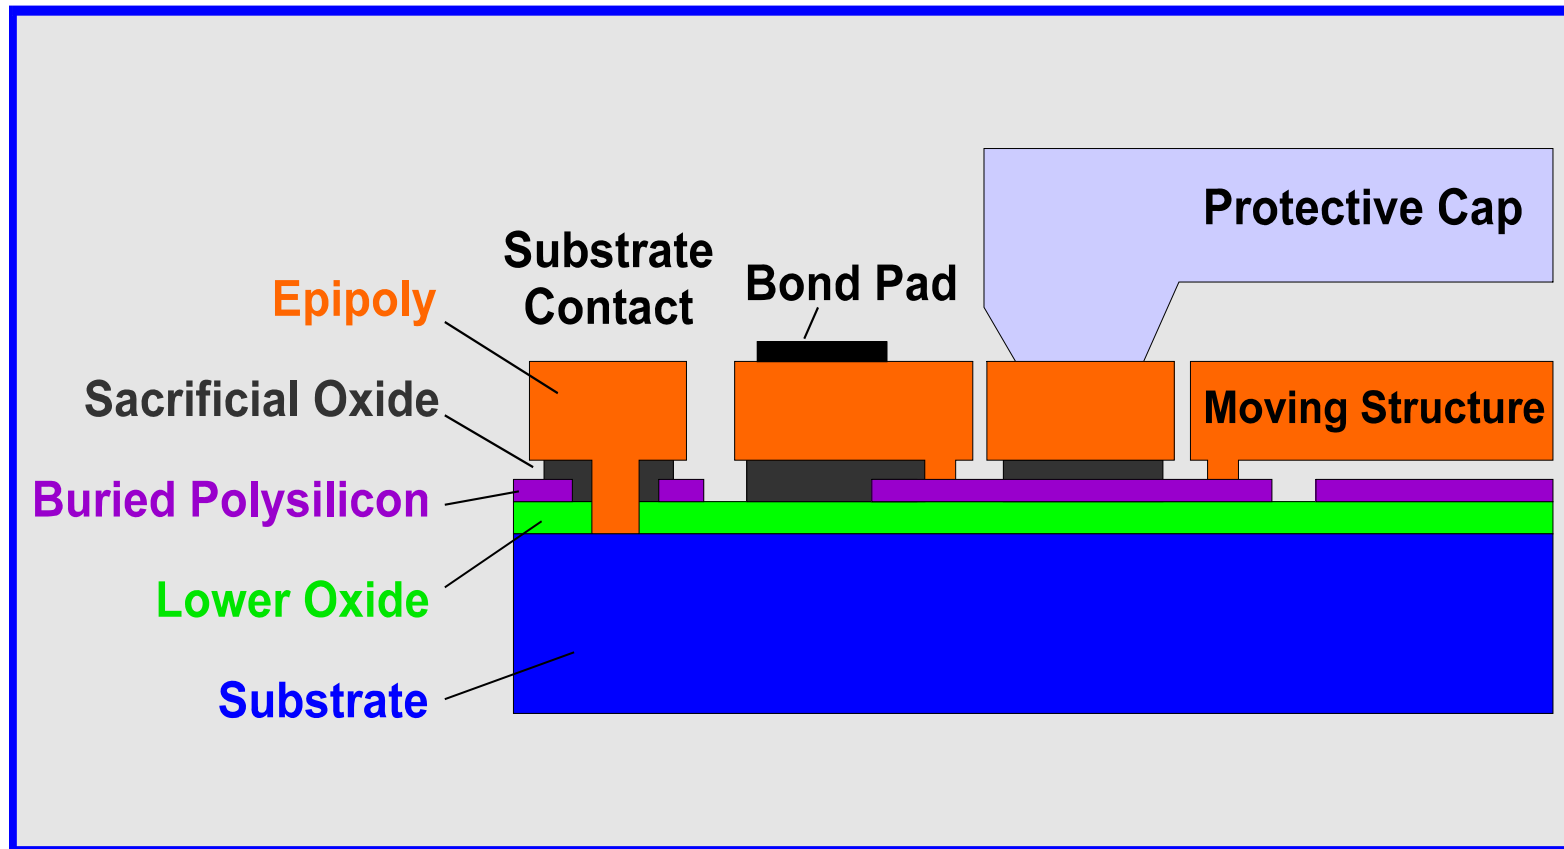 Protective Cap
Substrate
Contact
Bond Pad
Epipoly
Sacrificial Oxide
Moving Structure
Buried Polysilicon
Lower Oxide
Substrate